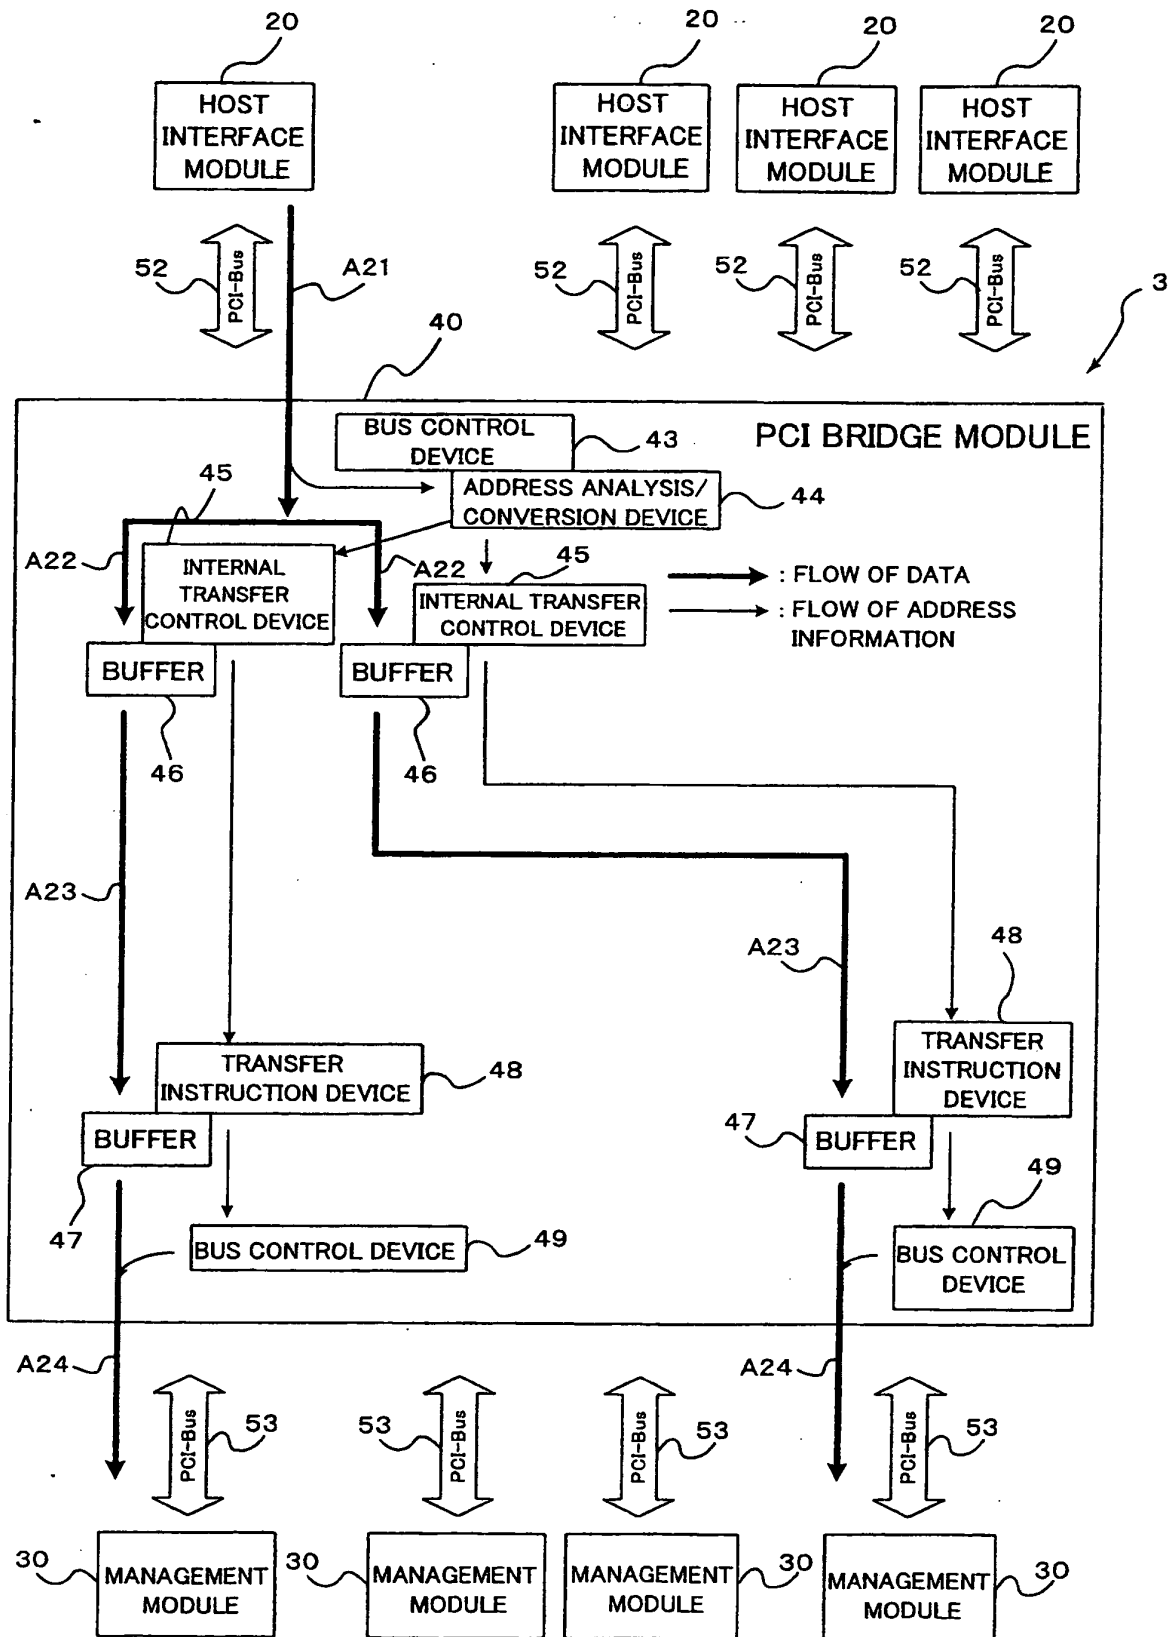 20
20
20
20
HOST
INTERFACE
MODULE
HOST
INTERFACE
MODULE
HOST
INTERFACE
MODULE
HOST
INTERFACE
MODULE
52
PCI-Bus
A21
52
PCI-Bus
52
PCI-Bus
52
PCI-Bus
3
40
BUS CONTROL
DEVICE
43
PCI BRIDGE MODULE
45
ADDRESS ANALYSIS/
CONVERSION DEVICE
44
A22
INTERNAL
TRANSFER
CONTROL DEVICE
A22
45
INTERNAL TRANSFER
CONTROL DEVICE
: FLOW OF DATA
: FLOW OF ADDRESS
INFORMATION
BUFFER
BUFFER
46
46
A23
A23
48
TRANSFER
INSTRUCTION DEVICE
48
TRANSFER
INSTRUCTION
DEVICE
BUFFER
47
BUFFER
47
49
BUS CONTROL DEVICE
49
BUS CONTROL
DEVICE
A24
A24
PCI-Bus
53
53
PCI-Bus
PCI-Bus
53
PCI-Bus
53
30
MANAGEMENT
MODULE
30
MANAGEMENT
MODULE
MANAGEMENT
MODULE
30
MANAGEMENT
MODULE
30